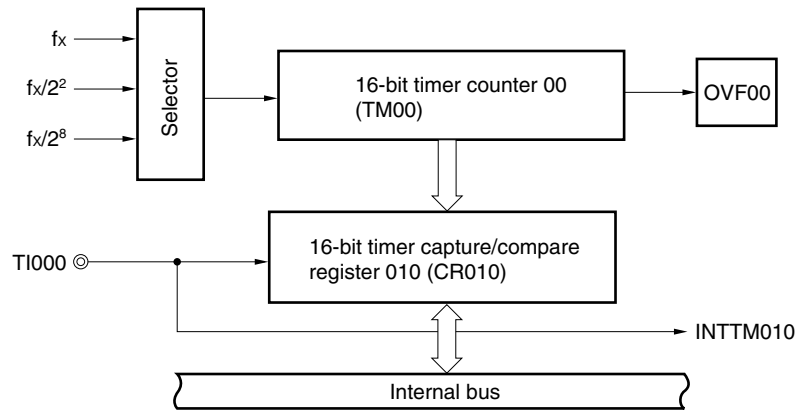 fx
fx/2²
fx/2⁸
Selector
16-bit timer counter 00
(TM00)
OVF00
16-bit timer capture/compare
register 010 (CR010)
TI000
INTTM010
Internal bus